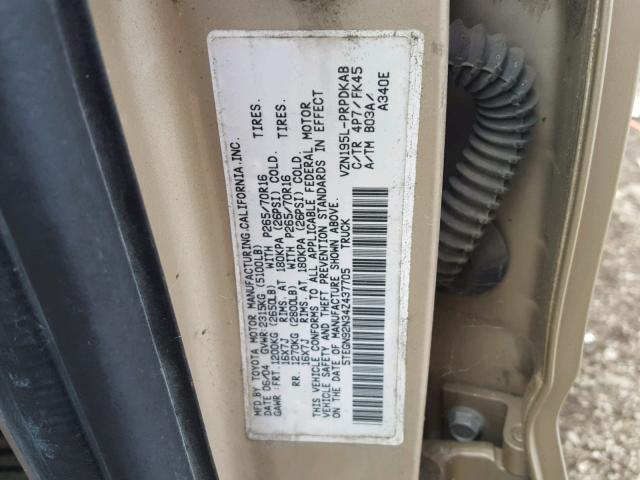 MFD. BY TOYOTA MOTOR MANUFACTURING.CALIFORNIA,INC.
DATE 06/04 GVWR:2315KG (5100LB)
GAWR: FRT.1200KG (2650LB) WITH P265/70R16 TIRES.
16X7J RIMS. AT 180KPA (26PSI) COLD.
RR. 1270KG (2800LB) WITH P265/70R16 TIRES.
16X7J RIMS. AT 180KPA (26PSI) COLD.
THIS VEHICLE CONFORMS TO ALL APPLICABLE FEDERAL MOTOR
VEHICLE SAFETY AND THEFT PREVENTION STANDARDS IN EFFECT
ON THE DATE OF MANUFACTURE SHOWN ABOVE.
5TEGN92N34Z437705 TRUCK
VZN195L-PRPDKAB
C/TR 4P7/FK45
A/TM B03A/
A340E